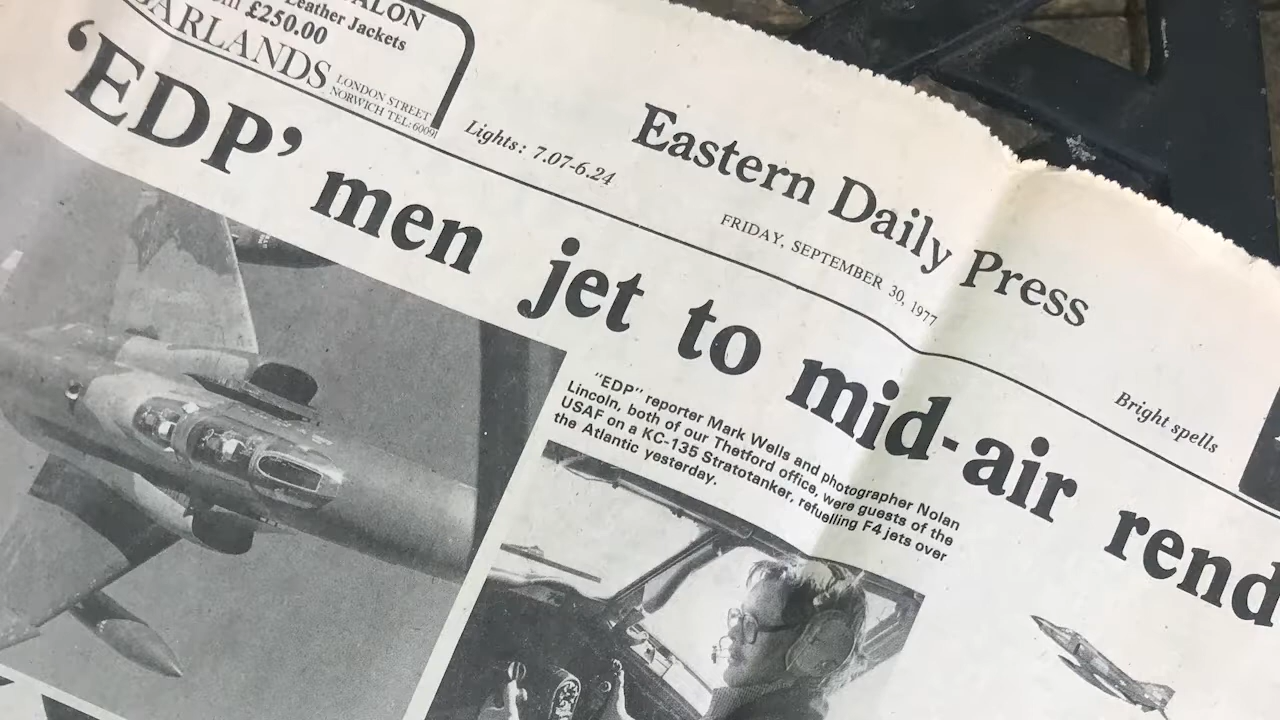 ALON
Leather Jackets
£250.00
GARLANDS
LONDON STREET
NORWICH TEL: 60091
Lights: 7.07-6.24
Eastern Daily Press
FRIDAY, SEPTEMBER 30, 1977
Bright spells
‘EDP’ men jet to mid-air rend
“EDP” reporter Mark Wells and photographer Nolan
Lincoln, both of our Thetford office, were guests of the
USAF on a KC-135 Stratotanker, refuelling F4 jets over
the Atlantic yesterday.